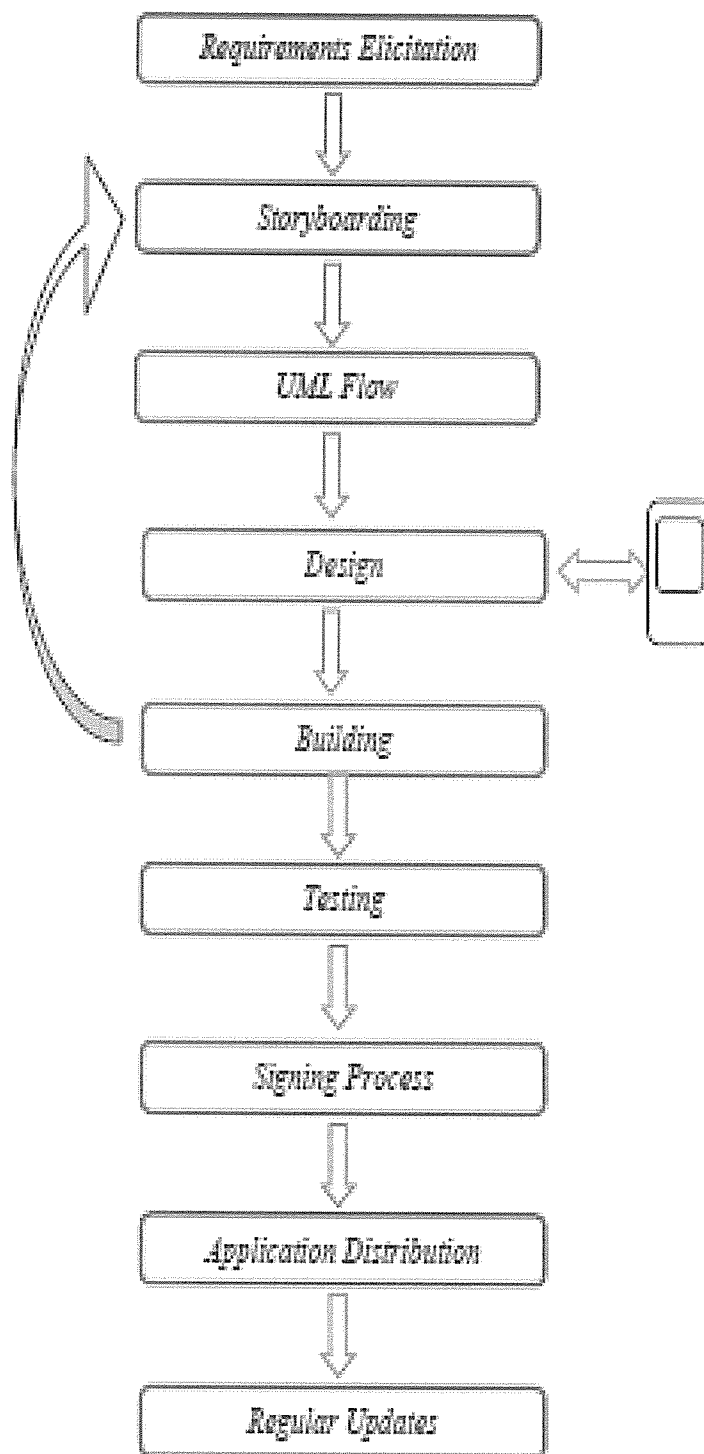 Requirements Elicitation
Storyboarding
UML Flow
Design
Building
Testing
Signing Process
Application Distribution
Regular Updates